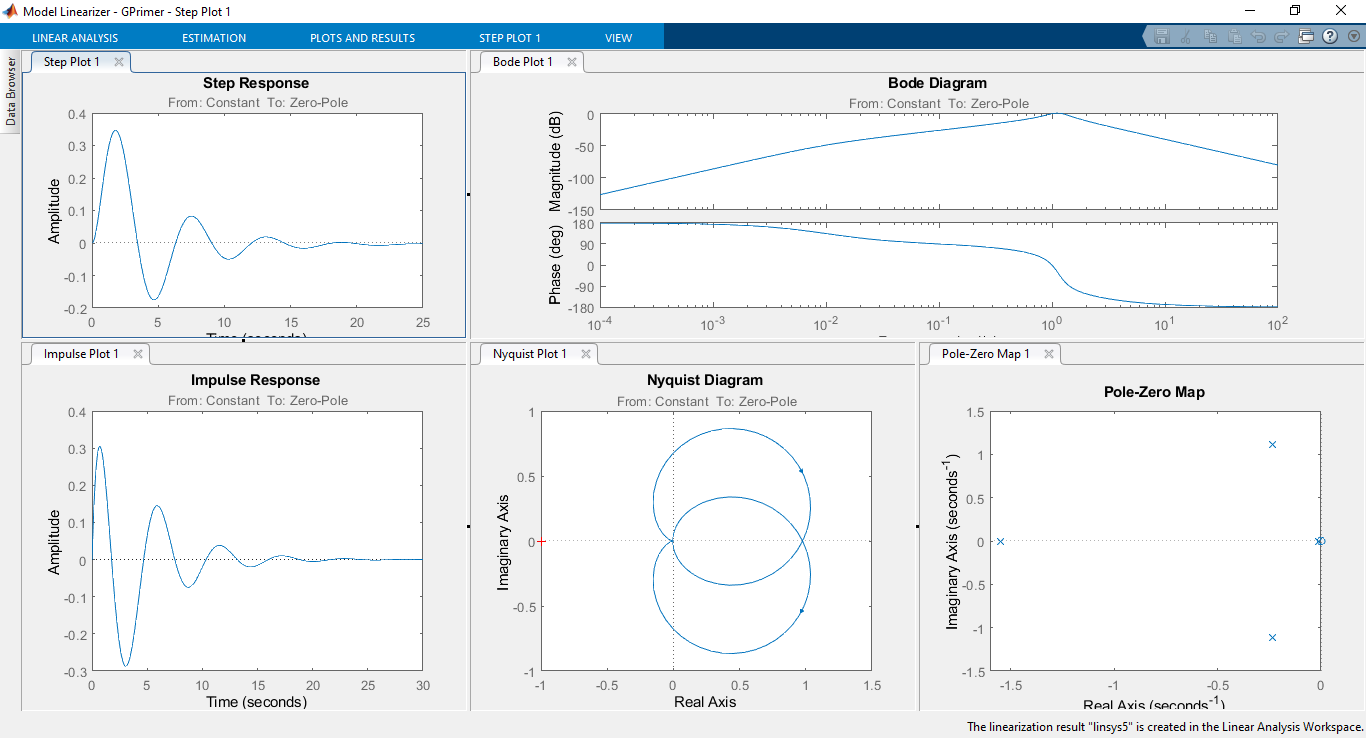 Model Linearizer - GPrimer - Step Plot 1
LINEAR ANALYSIS ESTIMATION PLOTS AND RESULTS STEP PLOT 1 VIEW
Data Browser
Step Plot 1
Step Response
From: Constant To: Zero-Pole
Amplitude
0.4
0.3
0.2
0.1
0
-0.1
-0.2
0 5 10 15 20 25
Time (seconds)
Bode Plot 1
Bode Diagram
From: Constant To: Zero-Pole
Magnitude (dB)
0
-50
-100
-150
Phase (deg)
180
90
0
-90
-180
10^-4 10^-3 10^-2 10^-1 10^0 10^1 10^2
Impulse Plot 1
Impulse Response
From: Constant To: Zero-Pole
Amplitude
0.4
0.3
0.2
0.1
0
-0.1
-0.2
-0.3
0 5 10 15 20 25 30
Time (seconds)
Nyquist Plot 1
Nyquist Diagram
From: Constant To: Zero-Pole
Imaginary Axis
1
0.5
0
-0.5
-1
-1 -0.5 0 0.5 1 1.5
Real Axis
Pole-Zero Map 1
Pole-Zero Map
Imaginary Axis (seconds^-1)
1.5
1
0.5
0
-0.5
-1
-1.5
-1.5 -1 -0.5 0
Real Axis (seconds^-1)
The linearization result "linsys5" is created in the Linear Analysis Workspace.